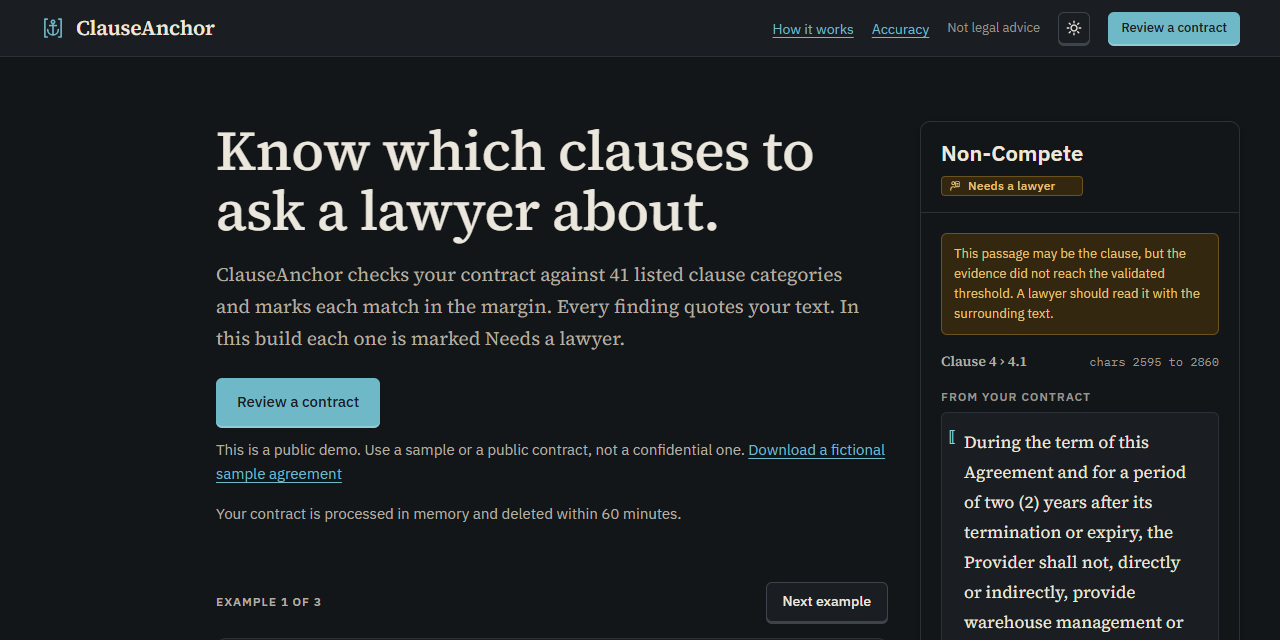 ClauseAnchor
How it works
Accuracy
Not legal advice
Review a contract
Know which clauses to
ask a lawyer about.
ClauseAnchor checks your contract against 41 listed clause categories
and marks each match in the margin. Every finding quotes your text. In
this build each one is marked Needs a lawyer.
Review a contract
This is a public demo. Use a sample or a public contract, not a confidential one. Download a fictional
sample agreement
Your contract is processed in memory and deleted within 60 minutes.
EXAMPLE 1 OF 3
Next example
Non-Compete
Needs a lawyer
This passage may be the clause, but the
evidence did not reach the validated
threshold. A lawyer should read it with the
surrounding text.
Clause 4 › 4.1
chars 2595 to 2860
FROM YOUR CONTRACT
During the term of this
Agreement and for a period
of two (2) years after its
termination or expiry, the
Provider shall not, directly
or indirectly, provide
warehouse management or